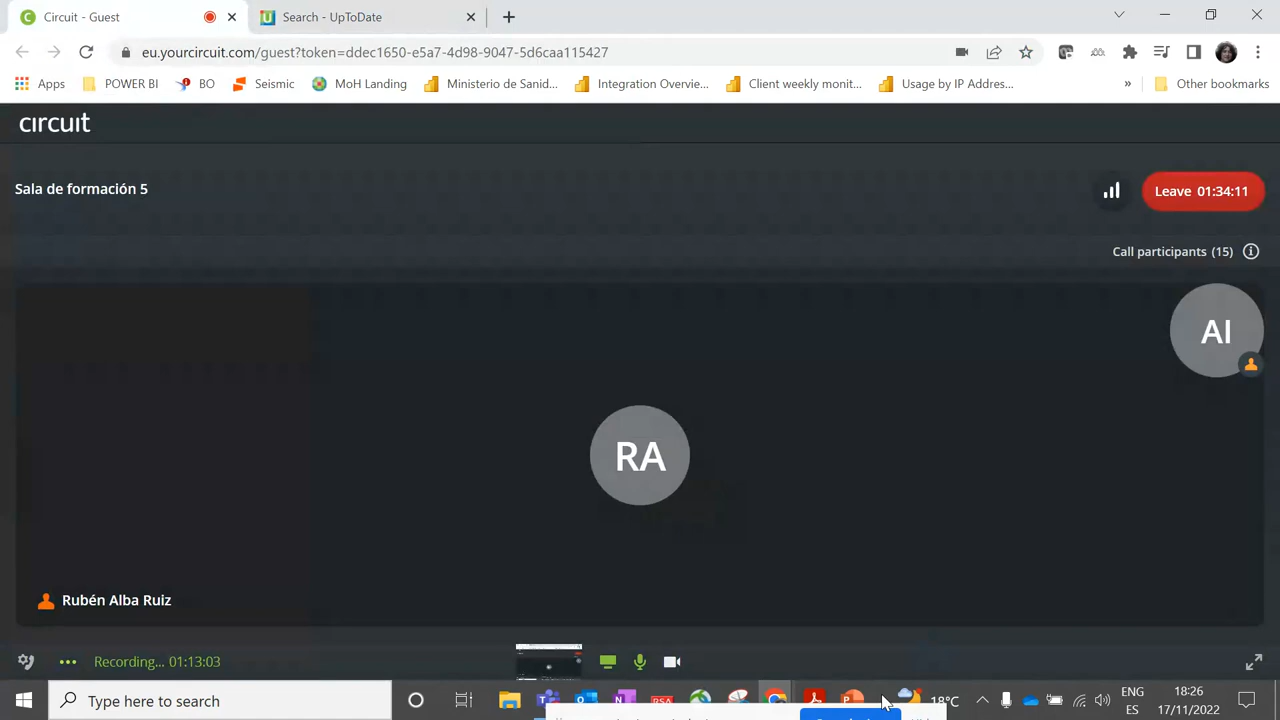 Circuit - Guest
Search - UpToDate
eu.yourcircuit.com/guest?token=ddec1650-e5a7-4d98-9047-5d6caa115427
Apps
POWER BI
BO
Seismic
MoH Landing
Ministerio de Sanid...
Integration Overvie...
Client weekly monit...
Usage by IP Addres...
»
Other bookmarks
circuit
Sala de formación 5
Leave 01:34:11
Call participants (15)
AI
RA
Rubén Alba Ruiz
Recording... 01:13:03
Type here to search
RSA
18°C
ENG
ES
18:26
17/11/2022